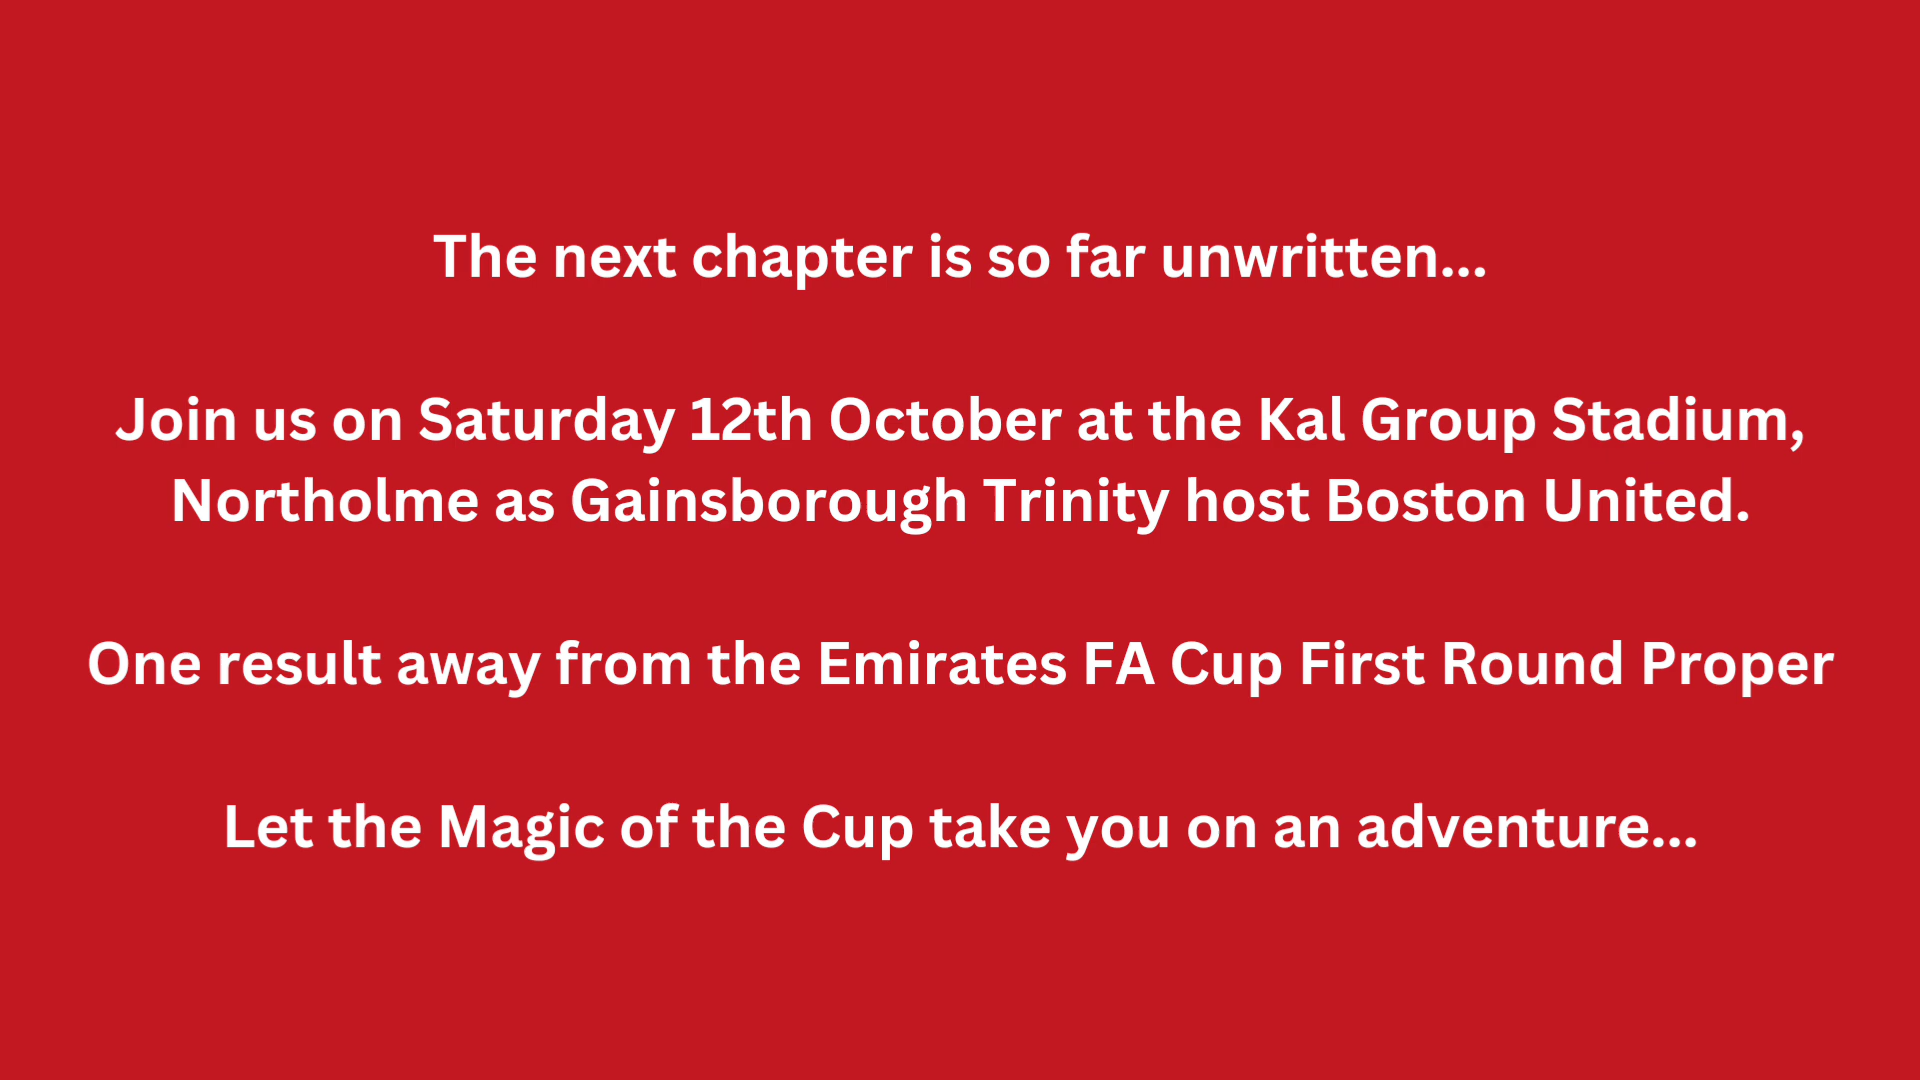 The next chapter is so far unwritten...
Join us on Saturday 12th October at the Kal Group Stadium,
Northolme as Gainsborough Trinity host Boston United.
One result away from the Emirates FA Cup First Round Proper
Let the Magic of the Cup take you on an adventure...